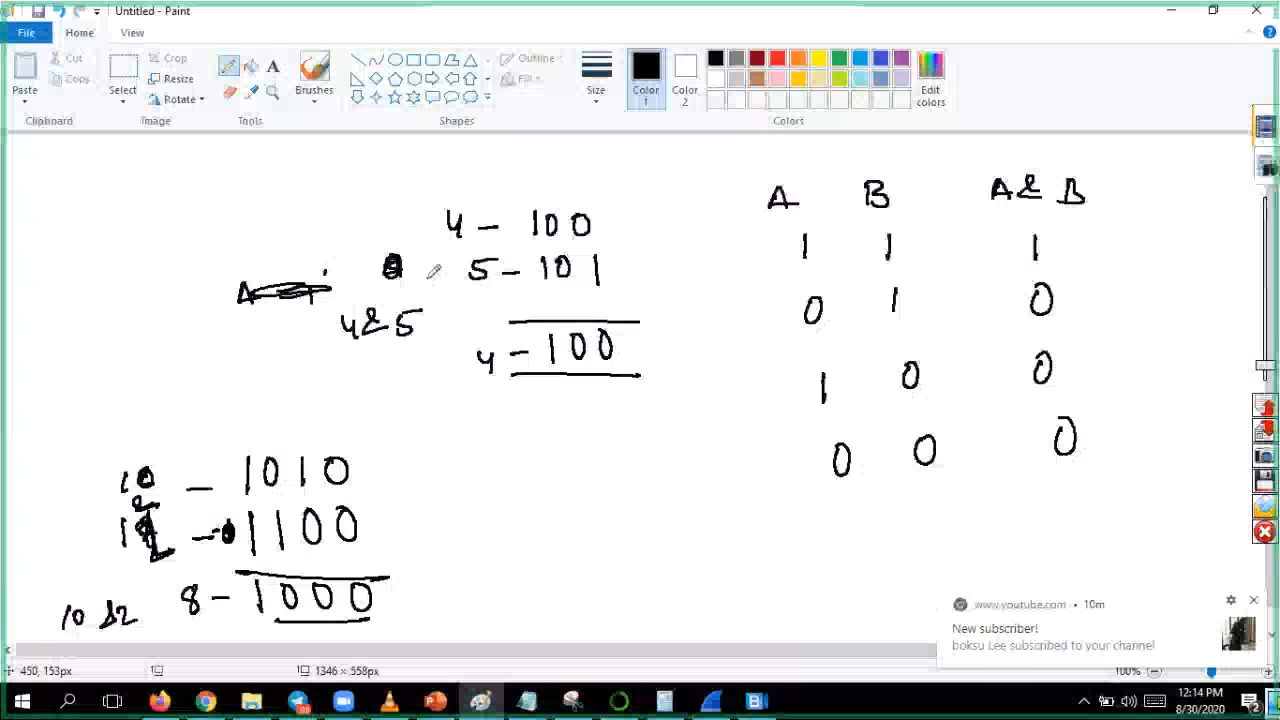 Untitled - Paint
File Home View
Paste
Cut
Copy
Clipboard
Select
Crop
Resize
Rotate
Image
Tools
Brushes
Shapes
Outline
Fill
Size
Color 1
Color 2
Edit colors
Colors
A B A & B
1 1 1
0 1 0
1 0 0
0 0 0
4 - 100
5 - 101
4 & 5
4 - 100
10 - 1010
12 - 1100
8 - 1000
www.youtube.com • 10m
New subscriber!
boksu Lee subscribed to your channel
450, 153px
1346 × 558px
100%
12:14 PM
8/30/2020
2